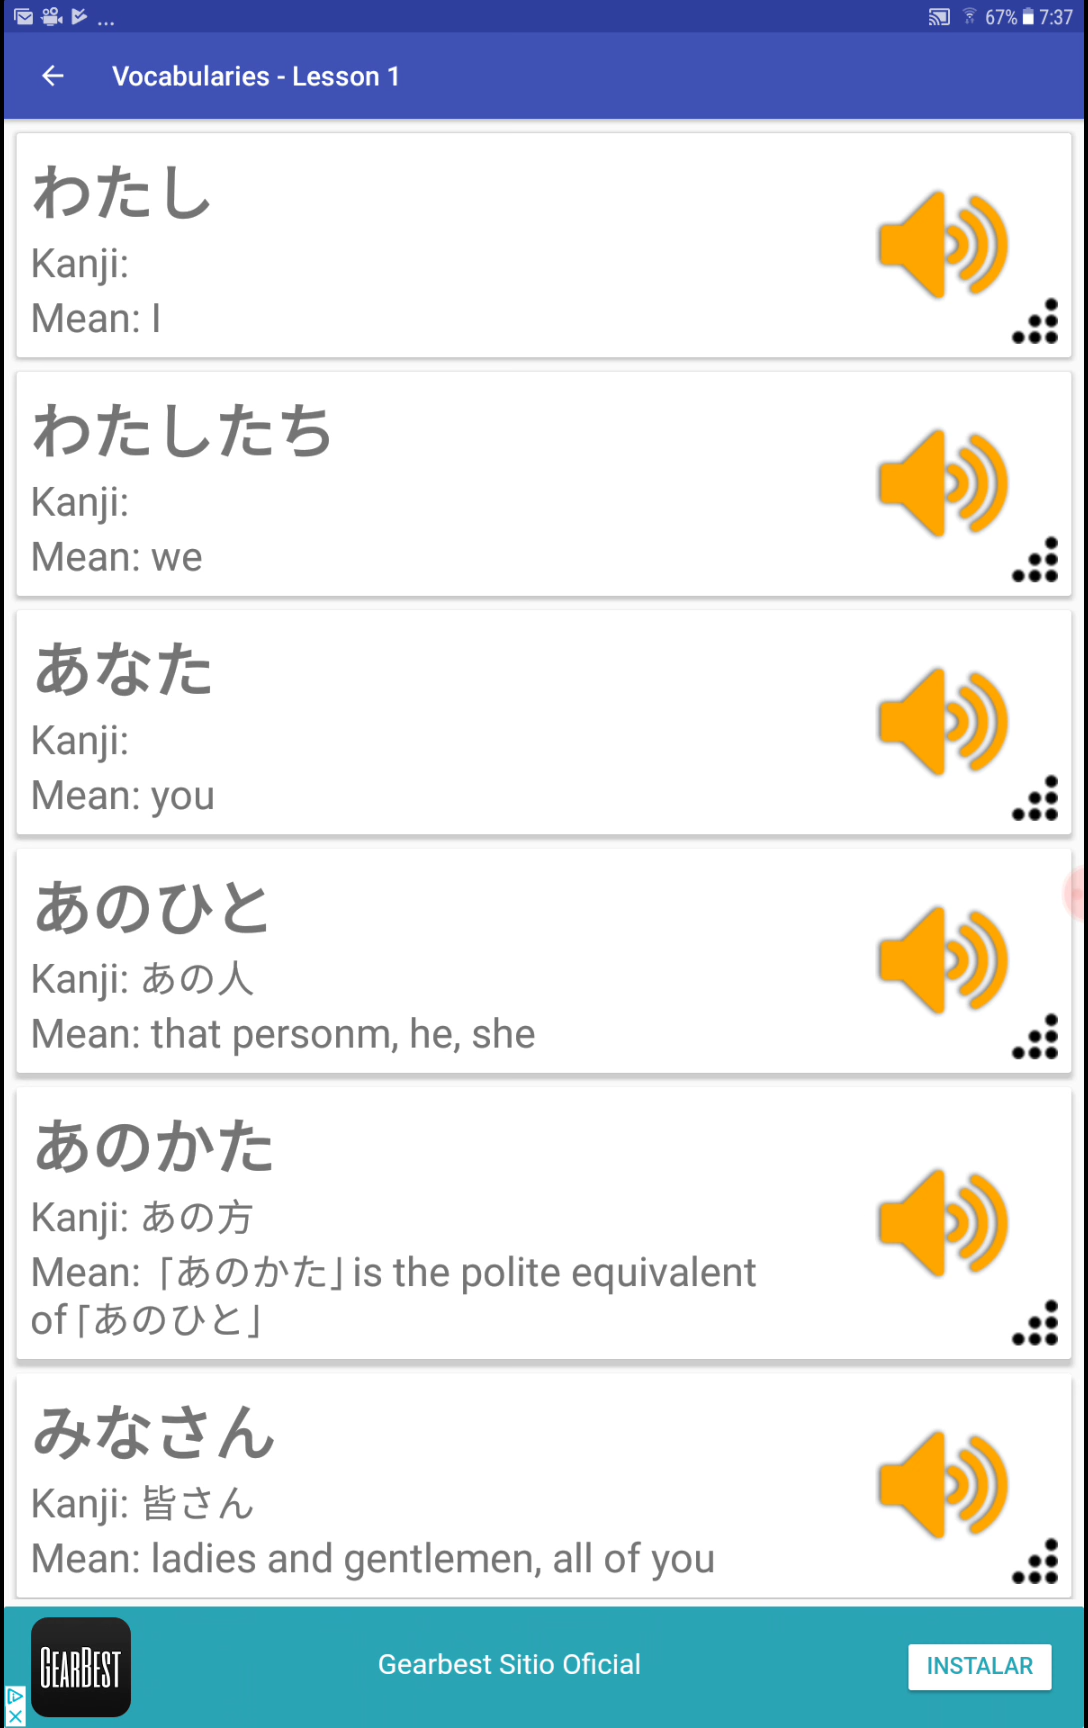 ... 67% 7:37
Vocabularies - Lesson 1
わたし
Kanji:
Mean: I
わたしたち
Kanji:
Mean: we
あなた
Kanji:
Mean: you
あのひと
Kanji: あの人
Mean: that personm, he, she
あのかた
Kanji: あの方
Mean: 「あのかた」is the polite equivalent
of「あのひと」
みなさん
Kanji: 皆さん
Mean: ladies and gentlemen, all of you
GEARBEST
Gearbest Sitio Oficial
INSTALAR